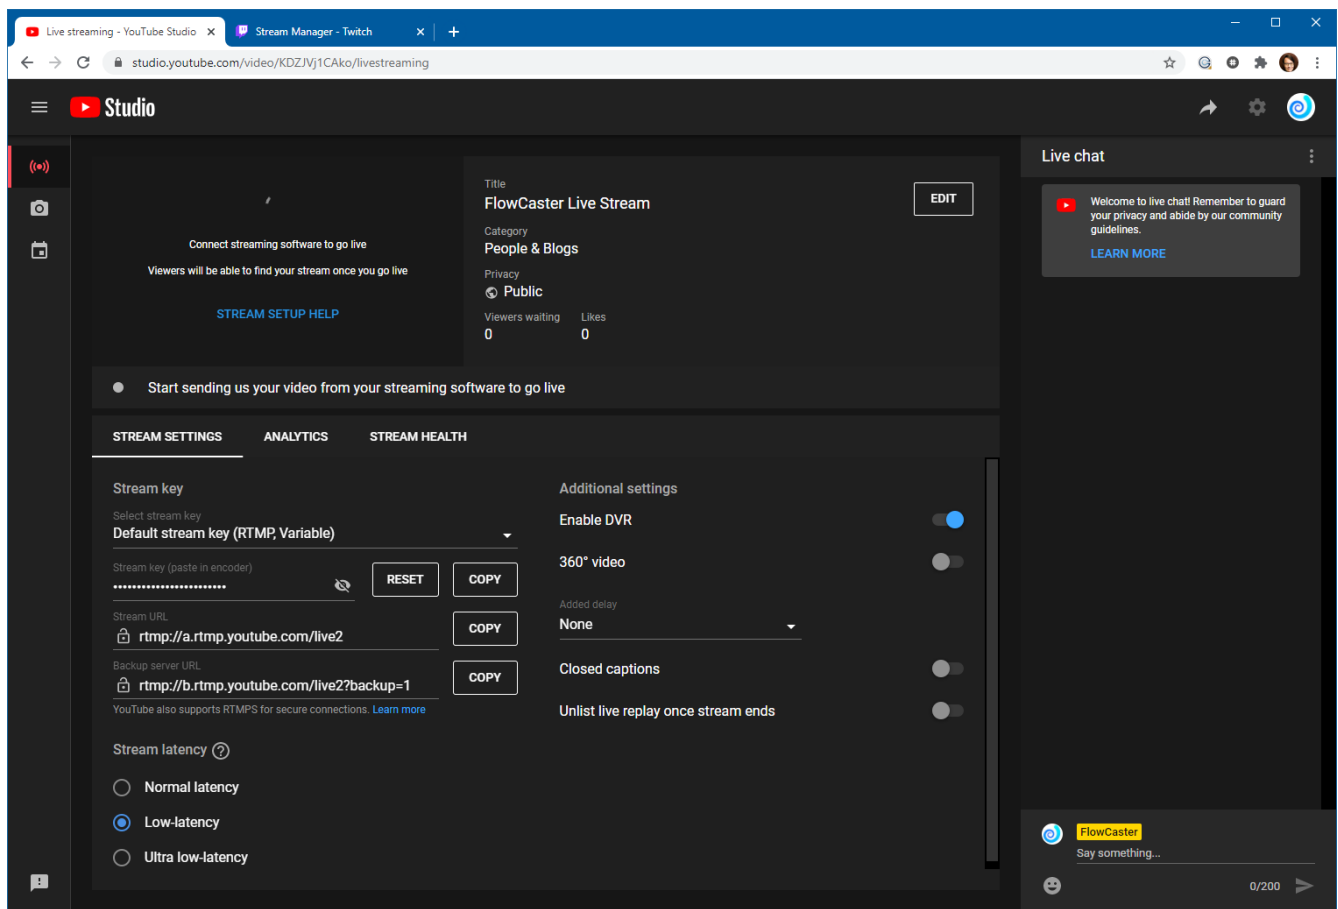 Live streaming - YouTube Studio
Stream Manager - Twitch
studio.youtube.com/video/KDZJVj1CAko/livestreaming
Studio
Connect streaming software to go live
Viewers will be able to find your stream once you go live
STREAM SETUP HELP
Title
FlowCaster Live Stream
EDIT
Category
People & Blogs
Privacy
Public
Viewers waiting Likes
0 0
Start sending us your video from your streaming software to go live
STREAM SETTINGS ANALYTICS STREAM HEALTH
Stream key
Select stream key
Default stream key (RTMP, Variable)
Stream key (paste in encoder)
••••••••••••••••••••••••
RESET
COPY
Stream URL
rtmp://a.rtmp.youtube.com/live2
COPY
Backup server URL
rtmp://b.rtmp.youtube.com/live2?backup=1
COPY
YouTube also supports RTMPS for secure connections. Learn more
Stream latency
Normal latency
Low-latency
Ultra low-latency
Additional settings
Enable DVR
360° video
Added delay
None
Closed captions
Unlist live replay once stream ends
Live chat
Welcome to live chat! Remember to guard
your privacy and abide by our community
guidelines.
LEARN MORE
FlowCaster
Say something...
0/200